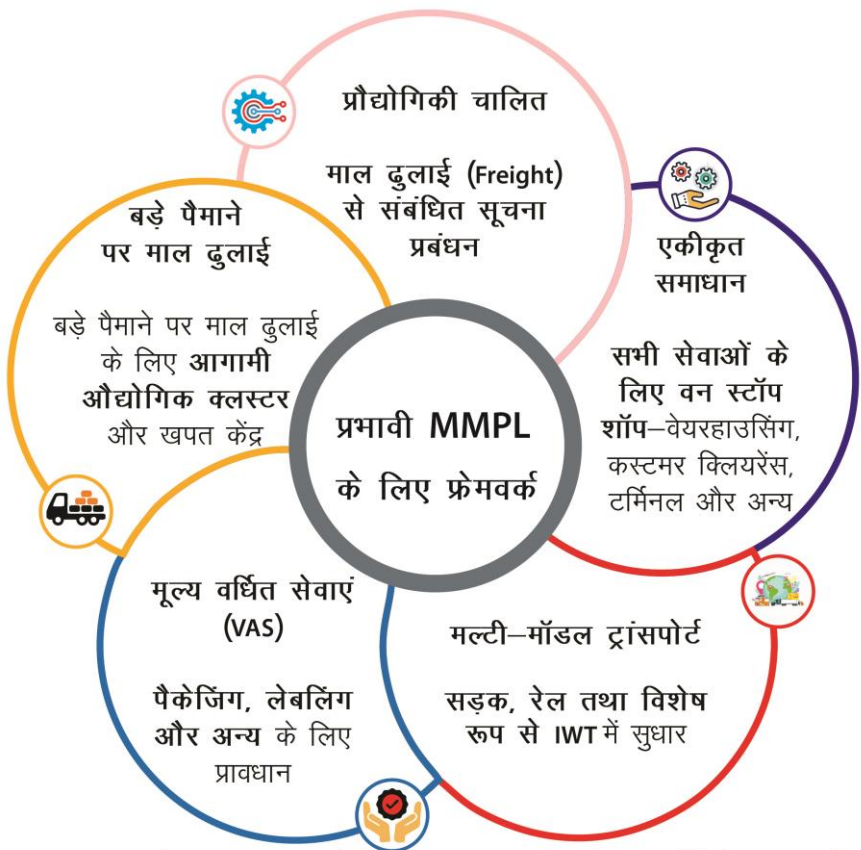 प्रौद्योगिकी चालित
माल ढुलाई (Freight)
से संबंधित सूचना
प्रबंधन
एकीकृत
समाधान
सभी सेवाओं के
लिए वन स्टॉप
शॉप–वेयरहाउसिंग,
कस्टमर क्लियरेंस,
टर्मिनल और अन्य
मल्टी–मॉडल ट्रांसपोर्ट
सड़क, रेल तथा विशेष
रूप से IWT में सुधार
मूल्य वर्धित सेवाएं
(VAS)
पैकेजिंग, लेबलिंग
और अन्य के लिए
प्रावधान
बड़े पैमाने
पर माल ढुलाई
बड़े पैमाने पर माल ढुलाई
के लिए आगामी
औद्योगिक क्लस्टर
और खपत केंद्र
प्रभावी MMPL
के लिए फ्रेमवर्क